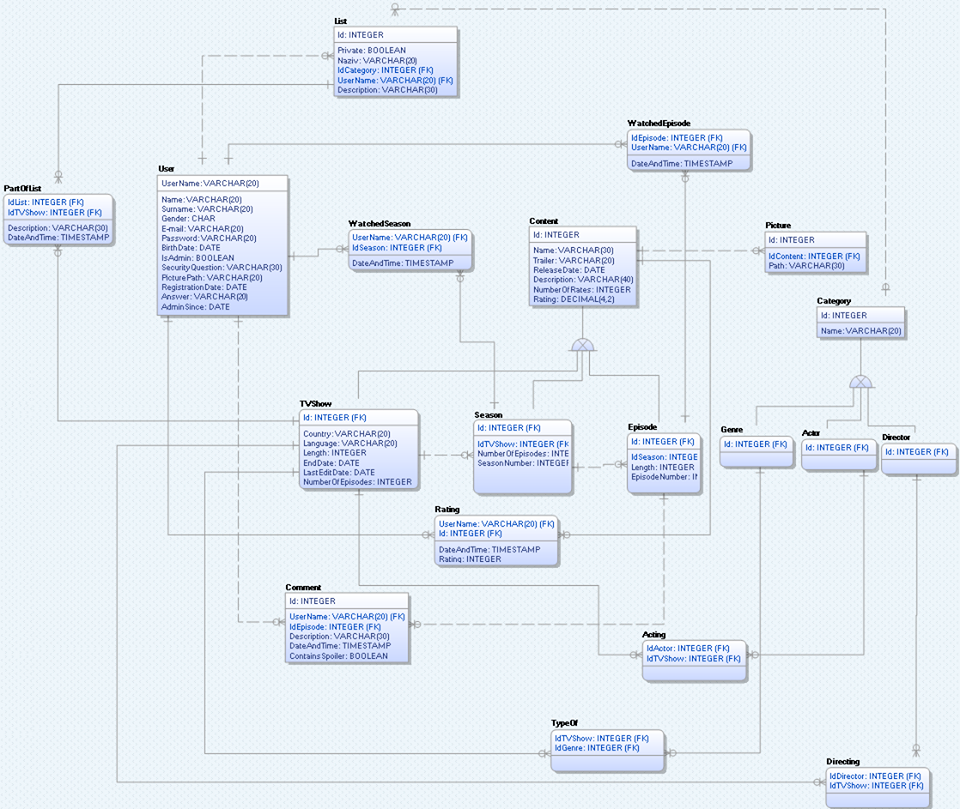 List
Id: INTEGER
Private: BOOLEAN
Naziv: VARCHAR(20)
IdCategory: INTEGER (FK)
UserName: VARCHAR(20) (FK)
Description: VARCHAR(30)
WatchedEpisode
IdEpisode: INTEGER (FK)
UserName: VARCHAR(20) (FK)
DateAndTime: TIMESTAMP
User
UserName: VARCHAR(20)
Name: VARCHAR(20)
Surname: VARCHAR(20)
Gender: CHAR
E-mail: VARCHAR(20)
Password: VARCHAR(20)
BirthDate: DATE
IsAdmin: BOOLEAN
SecurityQuestion: VARCHAR(30)
PicturePath: VARCHAR(20)
RegistrationDate: DATE
Answer: VARCHAR(20)
AdminSince: DATE
PartOfList
IdList: INTEGER (FK)
IdTVShow: INTEGER (FK)
Description: VARCHAR(30)
DateAndTime: TIMESTAMP
WatchedSeason
UserName: VARCHAR(20) (FK)
IdSeason: INTEGER (FK)
DateAndTime: TIMESTAMP
Content
Id: INTEGER
Name: VARCHAR(30)
Trailer: VARCHAR(20)
ReleaseDate: DATE
Description: VARCHAR(40)
NumberOfRates: INTEGER
Rating: DECIMAL(4,2)
Picture
Id: INTEGER
IdContent: INTEGER (FK)
Path: VARCHAR(30)
Category
Id: INTEGER
Name: VARCHAR(20)
TVShow
Id: INTEGER (FK)
Country: VARCHAR(20)
Language: VARCHAR(20)
Length: INTEGER
EndDate: DATE
LastEditDate: DATE
NumberOfEpisodes: INTEGER
Season
Id: INTEGER (FK)
IdTVShow: INTEGER (FK
NumberOfEpisodes: INTE
SeasonNumber: INTEGEF
Episode
Id: INTEGER (FK)
IdSeason: INTEGE
Length: INTEGER
EpisodeNumber: II
Genre
Id: INTEGER (FK)
Actor
Id: INTEGER (FK)
Director
Id: INTEGER (FK)
Rating
UserName: VARCHAR(20) (FK)
Id: INTEGER (FK)
DateAndTime: TIMESTAMP
Rating: INTEGER
Comment
Id: INTEGER
UserName: VARCHAR(20) (FK)
IdEpisode: INTEGER (FK)
Description: VARCHAR(30)
DateAndTime: TIMESTAMP
ContainsSpoiler: BOOLEAN
Acting
IdActor: INTEGER (FK)
IdTVShow: INTEGER (FK)
TypeOf
IdTVShow: INTEGER (FK)
IdGenre: INTEGER (FK)
Directing
IdDirector: INTEGER (FK)
IdTVShow: INTEGER (FK)